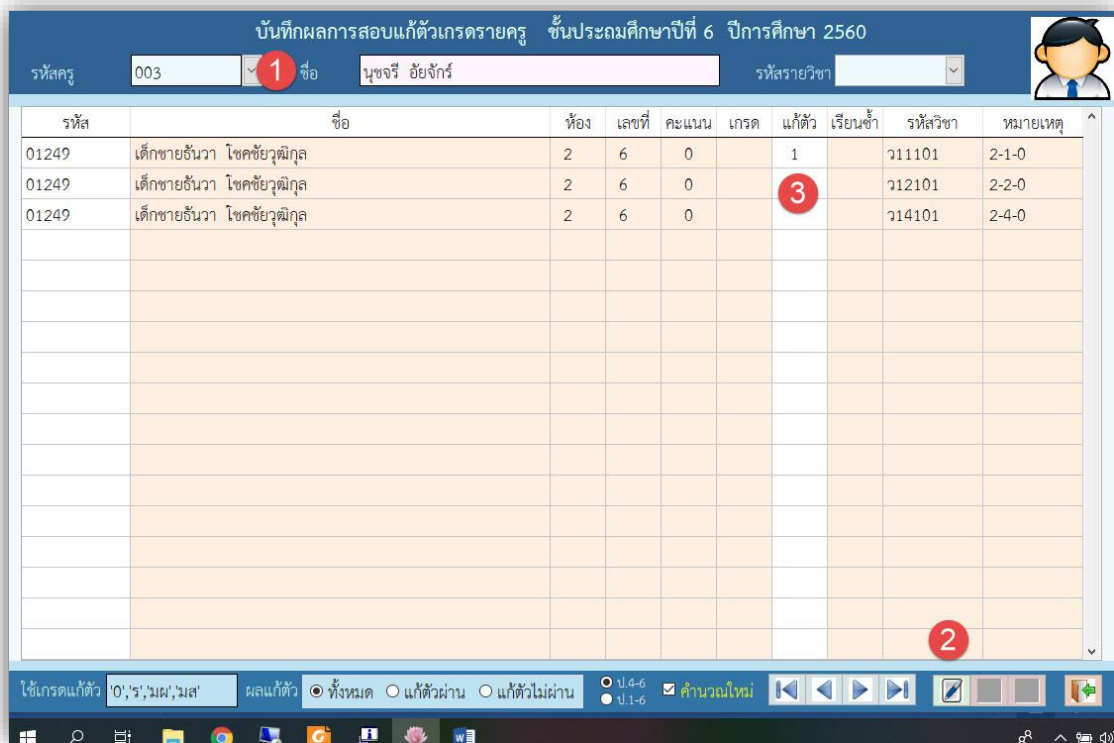 บันทึกผลการสอบแก้ตัวเกรดรายครู ชั้นประถมศึกษาปีที่ 6 ปีการศึกษา 2560
รหัสครู 003 1 ชื่อ นุชจรี อัยจักร์ รหัสรายวิชา
รหัส ชื่อ ห้อง เลขที่ คะแนน เกรด แก้ตัว เรียนซ้ำ รหัสวิชา หมายเหตุ
01249 เด็กชายธันวา โชคชัยวุฒิกุล 2 6 0 1 ว11101 2-1-0
01249 เด็กชายธันวา โชคชัยวุฒิกุล 2 6 0 ว12101 2-2-0
3
01249 เด็กชายธันวา โชคชัยวุฒิกุล 2 6 0 ว14101 2-4-0
2
ใช้เกรดแก้ตัว '0','ร','มผ','มส' ผลแก้ตัว ทั้งหมด แก้ตัวผ่าน แก้ตัวไม่ผ่าน ป.4-6 คำนวณใหม่
ป.1-6